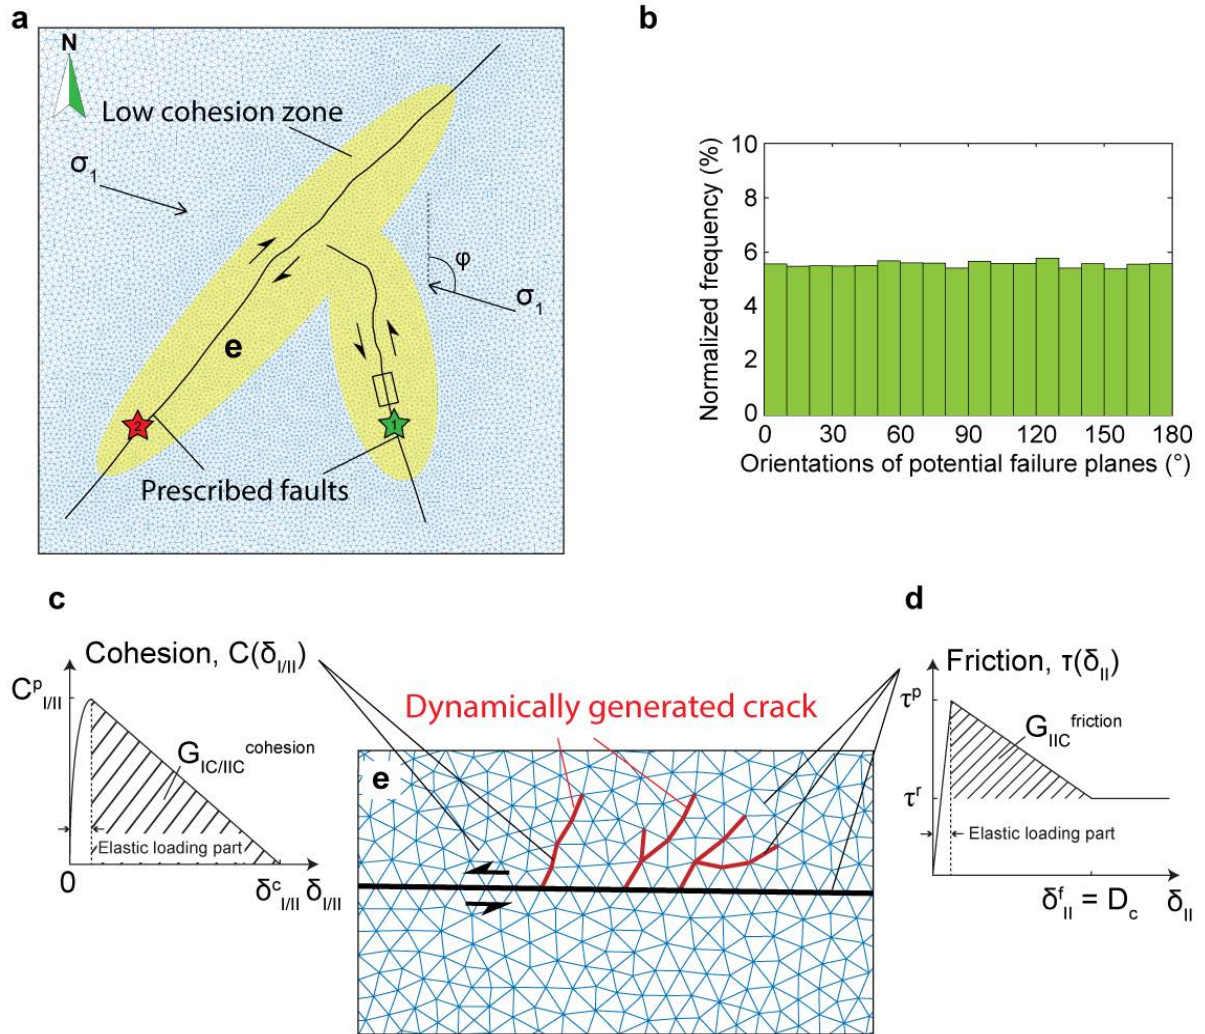 a
N
Low cohesion zone
σ1
φ
σ1
e
2
1
Prescribed faults
b
Normalized frequency (%)
10
8
6
4
2
0
0 30 60 90 120 150 180
Orientations of potential failure planes (°)
c
Cohesion, C(δI/II)
CpI/II
GIC/IICcohesion
Elastic loading part
0
δcI/II δI/II
Dynamically generated crack
e
d
Friction, τ(δII)
τp
GIICfriction
τr
Elastic loading part
δfII = Dc δII